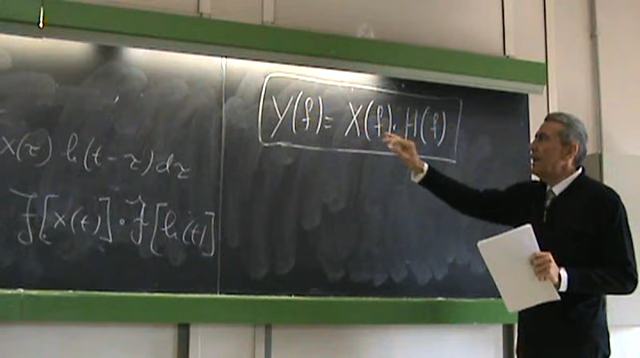 x(τ) h(t-τ)dτ
F[x(t)]·F[h(t)]
Y(f)= X(f)·H(f)